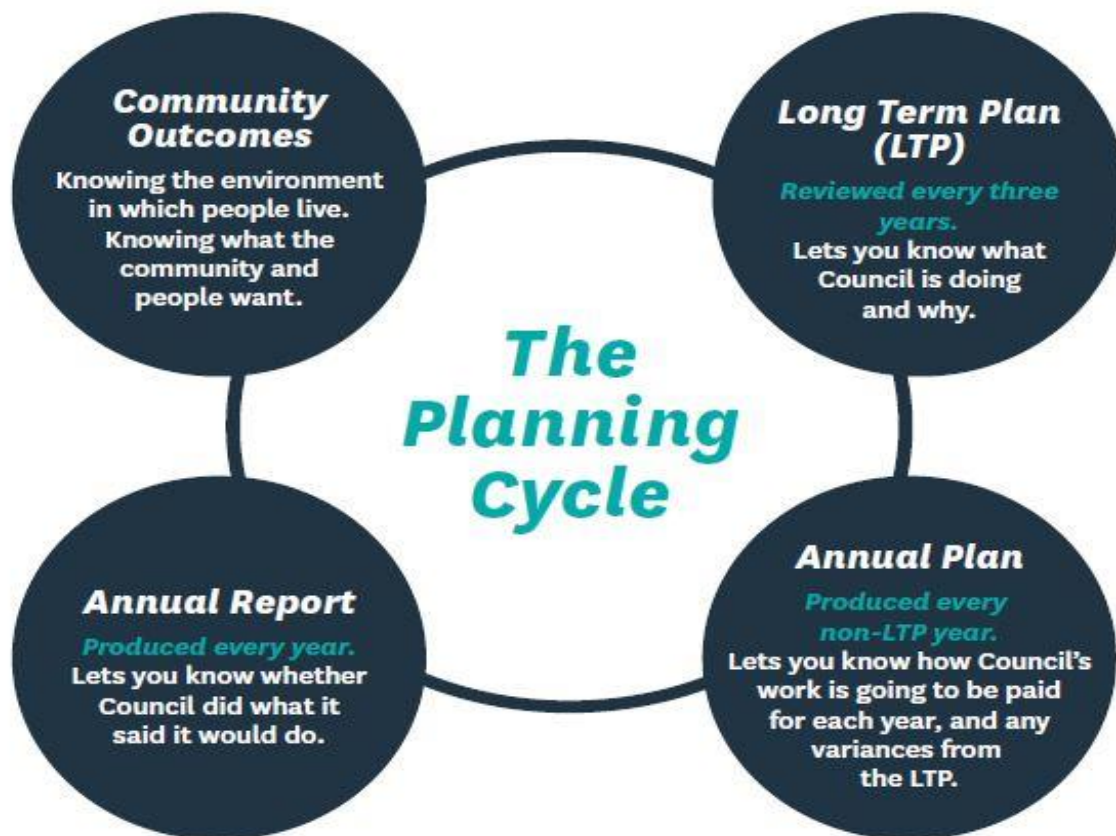 Community
Outcomes
Knowing the environment
in which people live.
Knowing what the
community and
people want.
Long Term Plan
(LTP)
Reviewed every three
years.
Lets you know what
Council is doing
and why.
The
Planning
Cycle
Annual Report
Produced every year.
Lets you know whether
Council did what it
said it would do.
Annual Plan
Produced every
non-LTP year.
Lets you know how Council's
work is going to be paid
for each year, and any
variances from
the LTP.